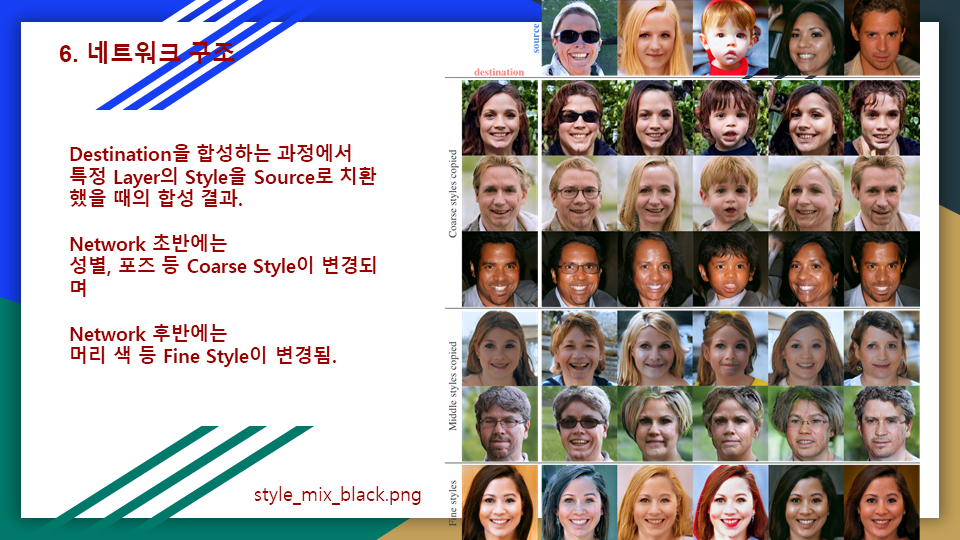 6. 네트워크 구조
source
destination
Destination을 합성하는 과정에서
특정 Layer의 Style을 Source로 치환
했을 때의 합성 결과.
Network 초반에는
성별, 포즈 등 Coarse Style이 변경되
며
Network 후반에는
머리 색 등 Fine Style이 변경됨.
Coarse styles copied
Middle styles copied
Fine styles
style_mix_black.png